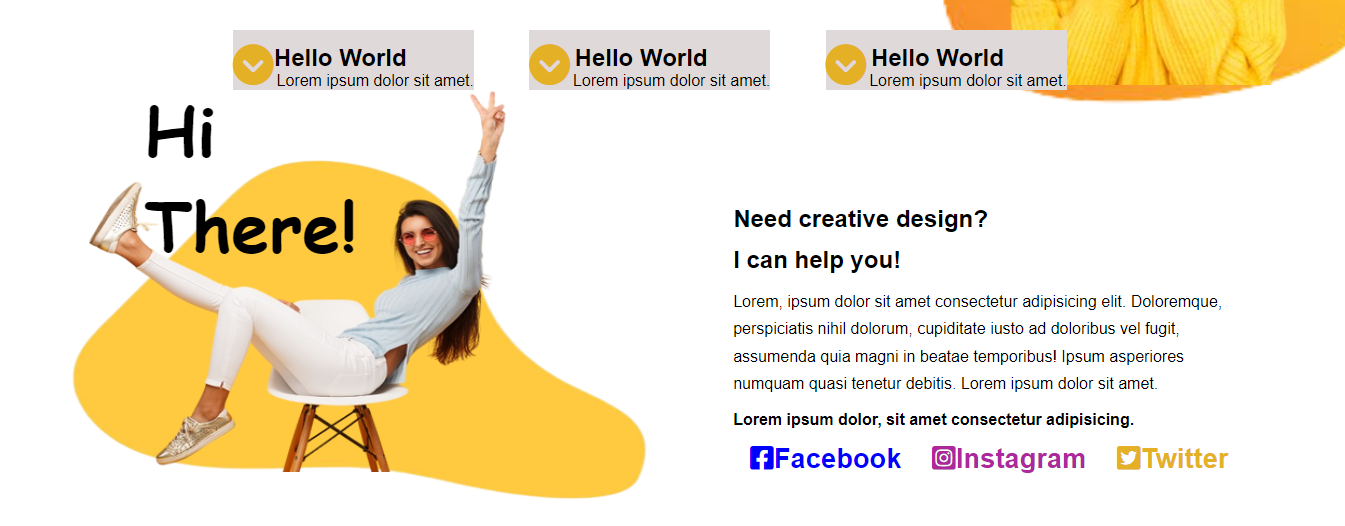 Hello World
Lorem ipsum dolor sit amet.
Hello World
Lorem ipsum dolor sit amet.
Hello World
Lorem ipsum dolor sit amet.
Hi
There!
Need creative design?
I can help you!
Lorem, ipsum dolor sit amet consectetur adipisicing elit. Doloremque,
perspiciatis nihil dolorum, cupiditate iusto ad doloribus vel fugit,
assumenda quia magni in beatae temporibus! Ipsum asperiores
numquam quasi tenetur debitis. Lorem ipsum dolor sit amet.
Lorem ipsum dolor, sit amet consectetur adipisicing.
Facebook Instagram Twitter